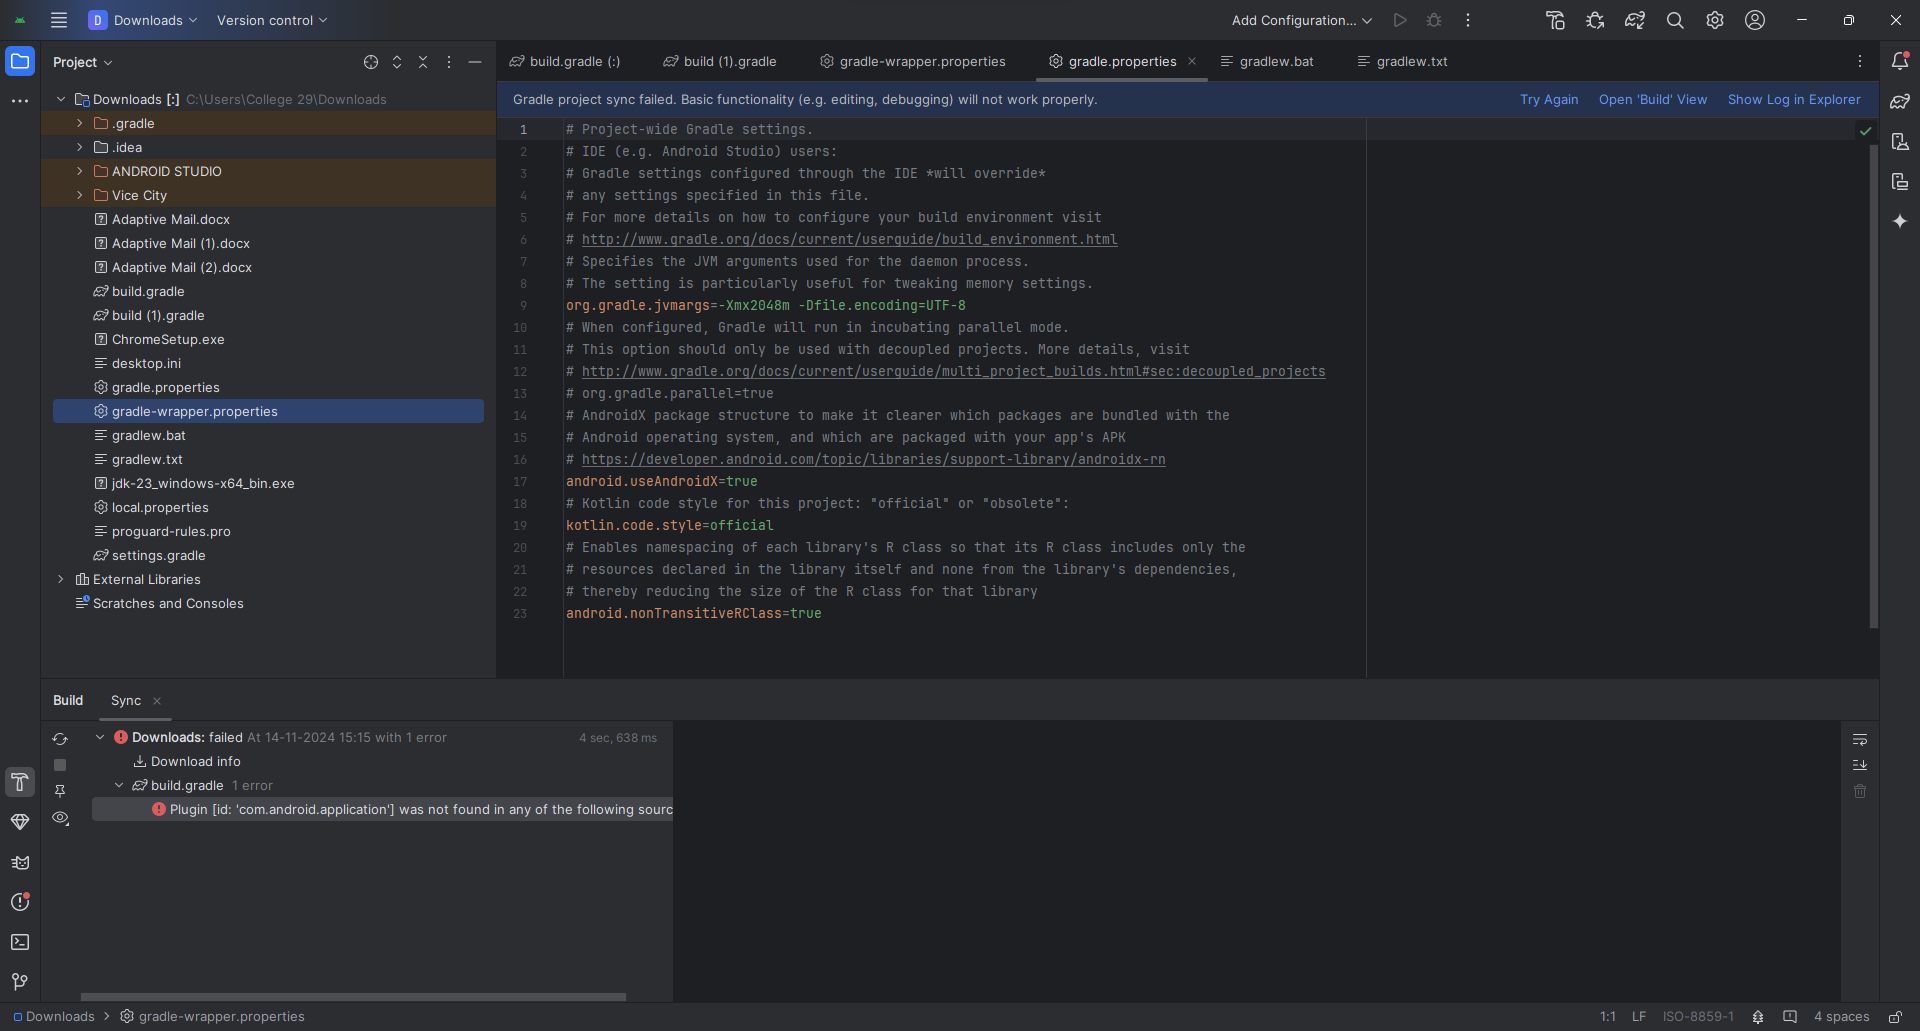 D Downloads Version control Add Configuration...
Project
build.gradle (:) build (1).gradle gradle-wrapper.properties gradle.properties gradlew.bat gradlew.txt
Gradle project sync failed. Basic functionality (e.g. editing, debugging) will not work properly. Try Again Open 'Build' View Show Log in Explorer
Downloads [:] C:\Users\College 29\Downloads
.gradle
.idea
ANDROID STUDIO
Vice City
Adaptive Mail.docx
Adaptive Mail (1).docx
Adaptive Mail (2).docx
build.gradle
build (1).gradle
ChromeSetup.exe
desktop.ini
gradle.properties
gradle-wrapper.properties
gradlew.bat
gradlew.txt
jdk-23_windows-x64_bin.exe
local.properties
proguard-rules.pro
settings.gradle
External Libraries
Scratches and Consoles
1 # Project-wide Gradle settings.
2 # IDE (e.g. Android Studio) users:
3 # Gradle settings configured through the IDE *will override*
4 # any settings specified in this file.
5 # For more details on how to configure your build environment visit
6 # http://www.gradle.org/docs/current/userguide/build_environment.html
7 # Specifies the JVM arguments used for the daemon process.
8 # The setting is particularly useful for tweaking memory settings.
9 org.gradle.jvmargs=-Xmx2048m -Dfile.encoding=UTF-8
10 # When configured, Gradle will run in incubating parallel mode.
11 # This option should only be used with decoupled projects. More details, visit
12 # http://www.gradle.org/docs/current/userguide/multi_project_builds.html#sec:decoupled_projects
13 # org.gradle.parallel=true
14 # AndroidX package structure to make it clearer which packages are bundled with the
15 # Android operating system, and which are packaged with your app's APK
16 # https://developer.android.com/topic/libraries/support-library/androidx-rn
17 android.useAndroidX=true
18 # Kotlin code style for this project: "official" or "obsolete":
19 kotlin.code.style=official
20 # Enables namespacing of each library's R class so that its R class includes only the
21 # resources declared in the library itself and none from the library's dependencies,
22 # thereby reducing the size of the R class for that library
23 android.nonTransitiveRClass=true
Build Sync
Downloads: failed At 14-11-2024 15:15 with 1 error 4 sec, 638 ms
Download info
build.gradle 1 error
Plugin [id: 'com.android.application'] was not found in any of the following sourc
Downloads > gradle-wrapper.properties 1:1 LF ISO-8859-1 4 spaces